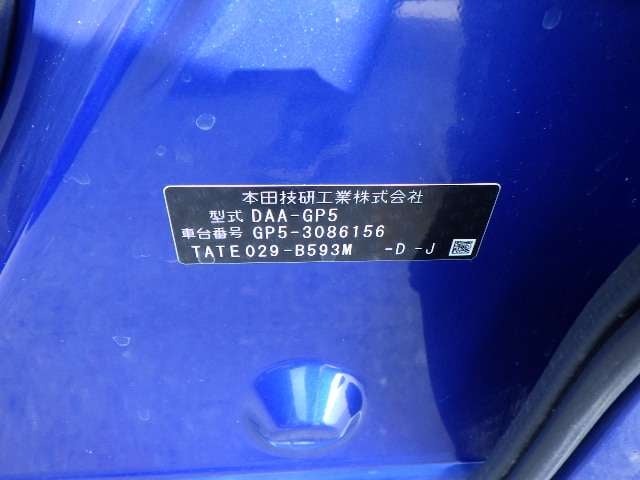 本田技研工業株式会社
型式 DAA-GP5
車台番号 GP5-3086156
TATE029-B593M -D-J